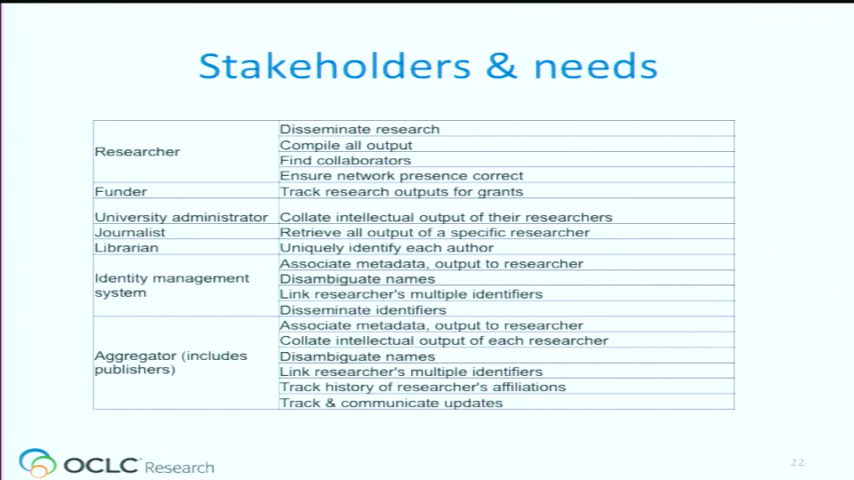 Stakeholders & needs
Researcher
Disseminate research
Compile all output
Find collaborators
Ensure network presence correct
Funder
Track research outputs for grants
University administrator
Collate intellectual output of their researchers
Journalist
Retrieve all output of a specific researcher
Librarian
Uniquely identify each author
Identity management
system
Associate metadata, output to researcher
Disambiguate names
Link researcher's multiple identifiers
Disseminate identifiers
Aggregator (includes
publishers)
Associate metadata, output to researcher
Collate intellectual output of each researcher
Disambiguate names
Link researcher's multiple identifiers
Track history of researcher's affiliations
Track & communicate updates
OCLC Research
22